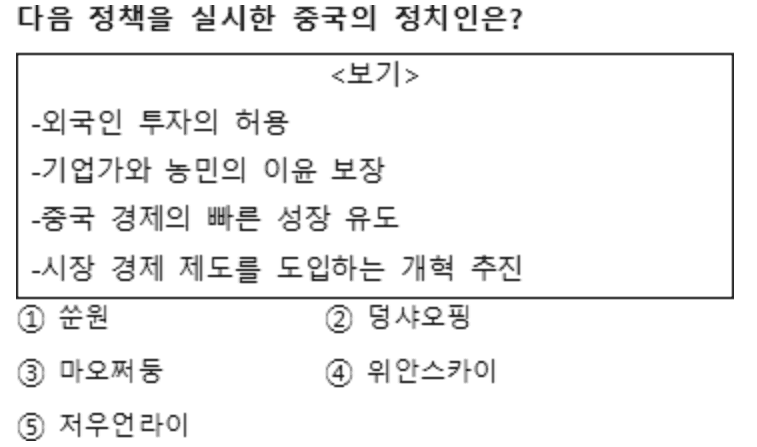 다음 정책을 실시한 중국의 정치인은?
<보기>
-외국인 투자의 허용
-기업가와 농민의 이윤 보장
-중국 경제의 빠른 성장 유도
-시장 경제 제도를 도입하는 개혁 추진
① 쑨원 ② 덩샤오핑
③ 마오쩌둥 ④ 위안스카이
⑤ 저우언라이